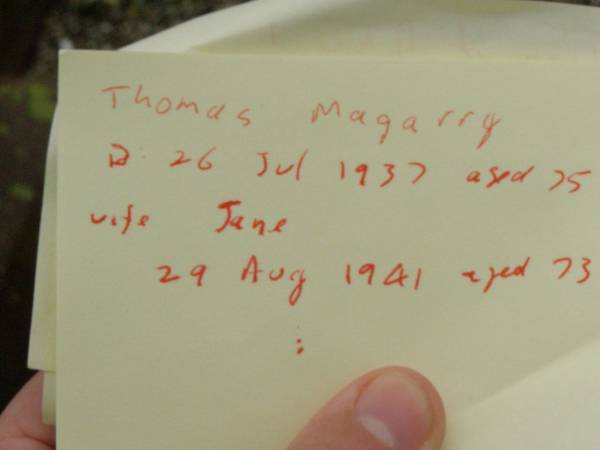 Thomas Magarry
D: 26 Jul 1937 aged 75
wife Jane
29 Aug 1941 aged 73
: